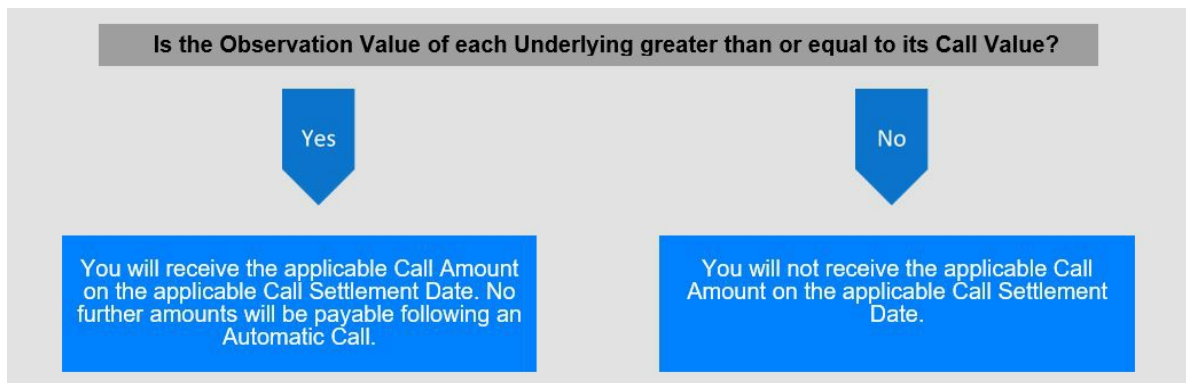 Is the Observation Value of each Underlying greater than or equal to its Call Value?
Yes
No
You will receive the applicable Call Amount
on the applicable Call Settlement Date. No
further amounts will be payable following an
Automatic Call.
You will not receive the applicable Call
Amount on the applicable Call Settlement
Date.